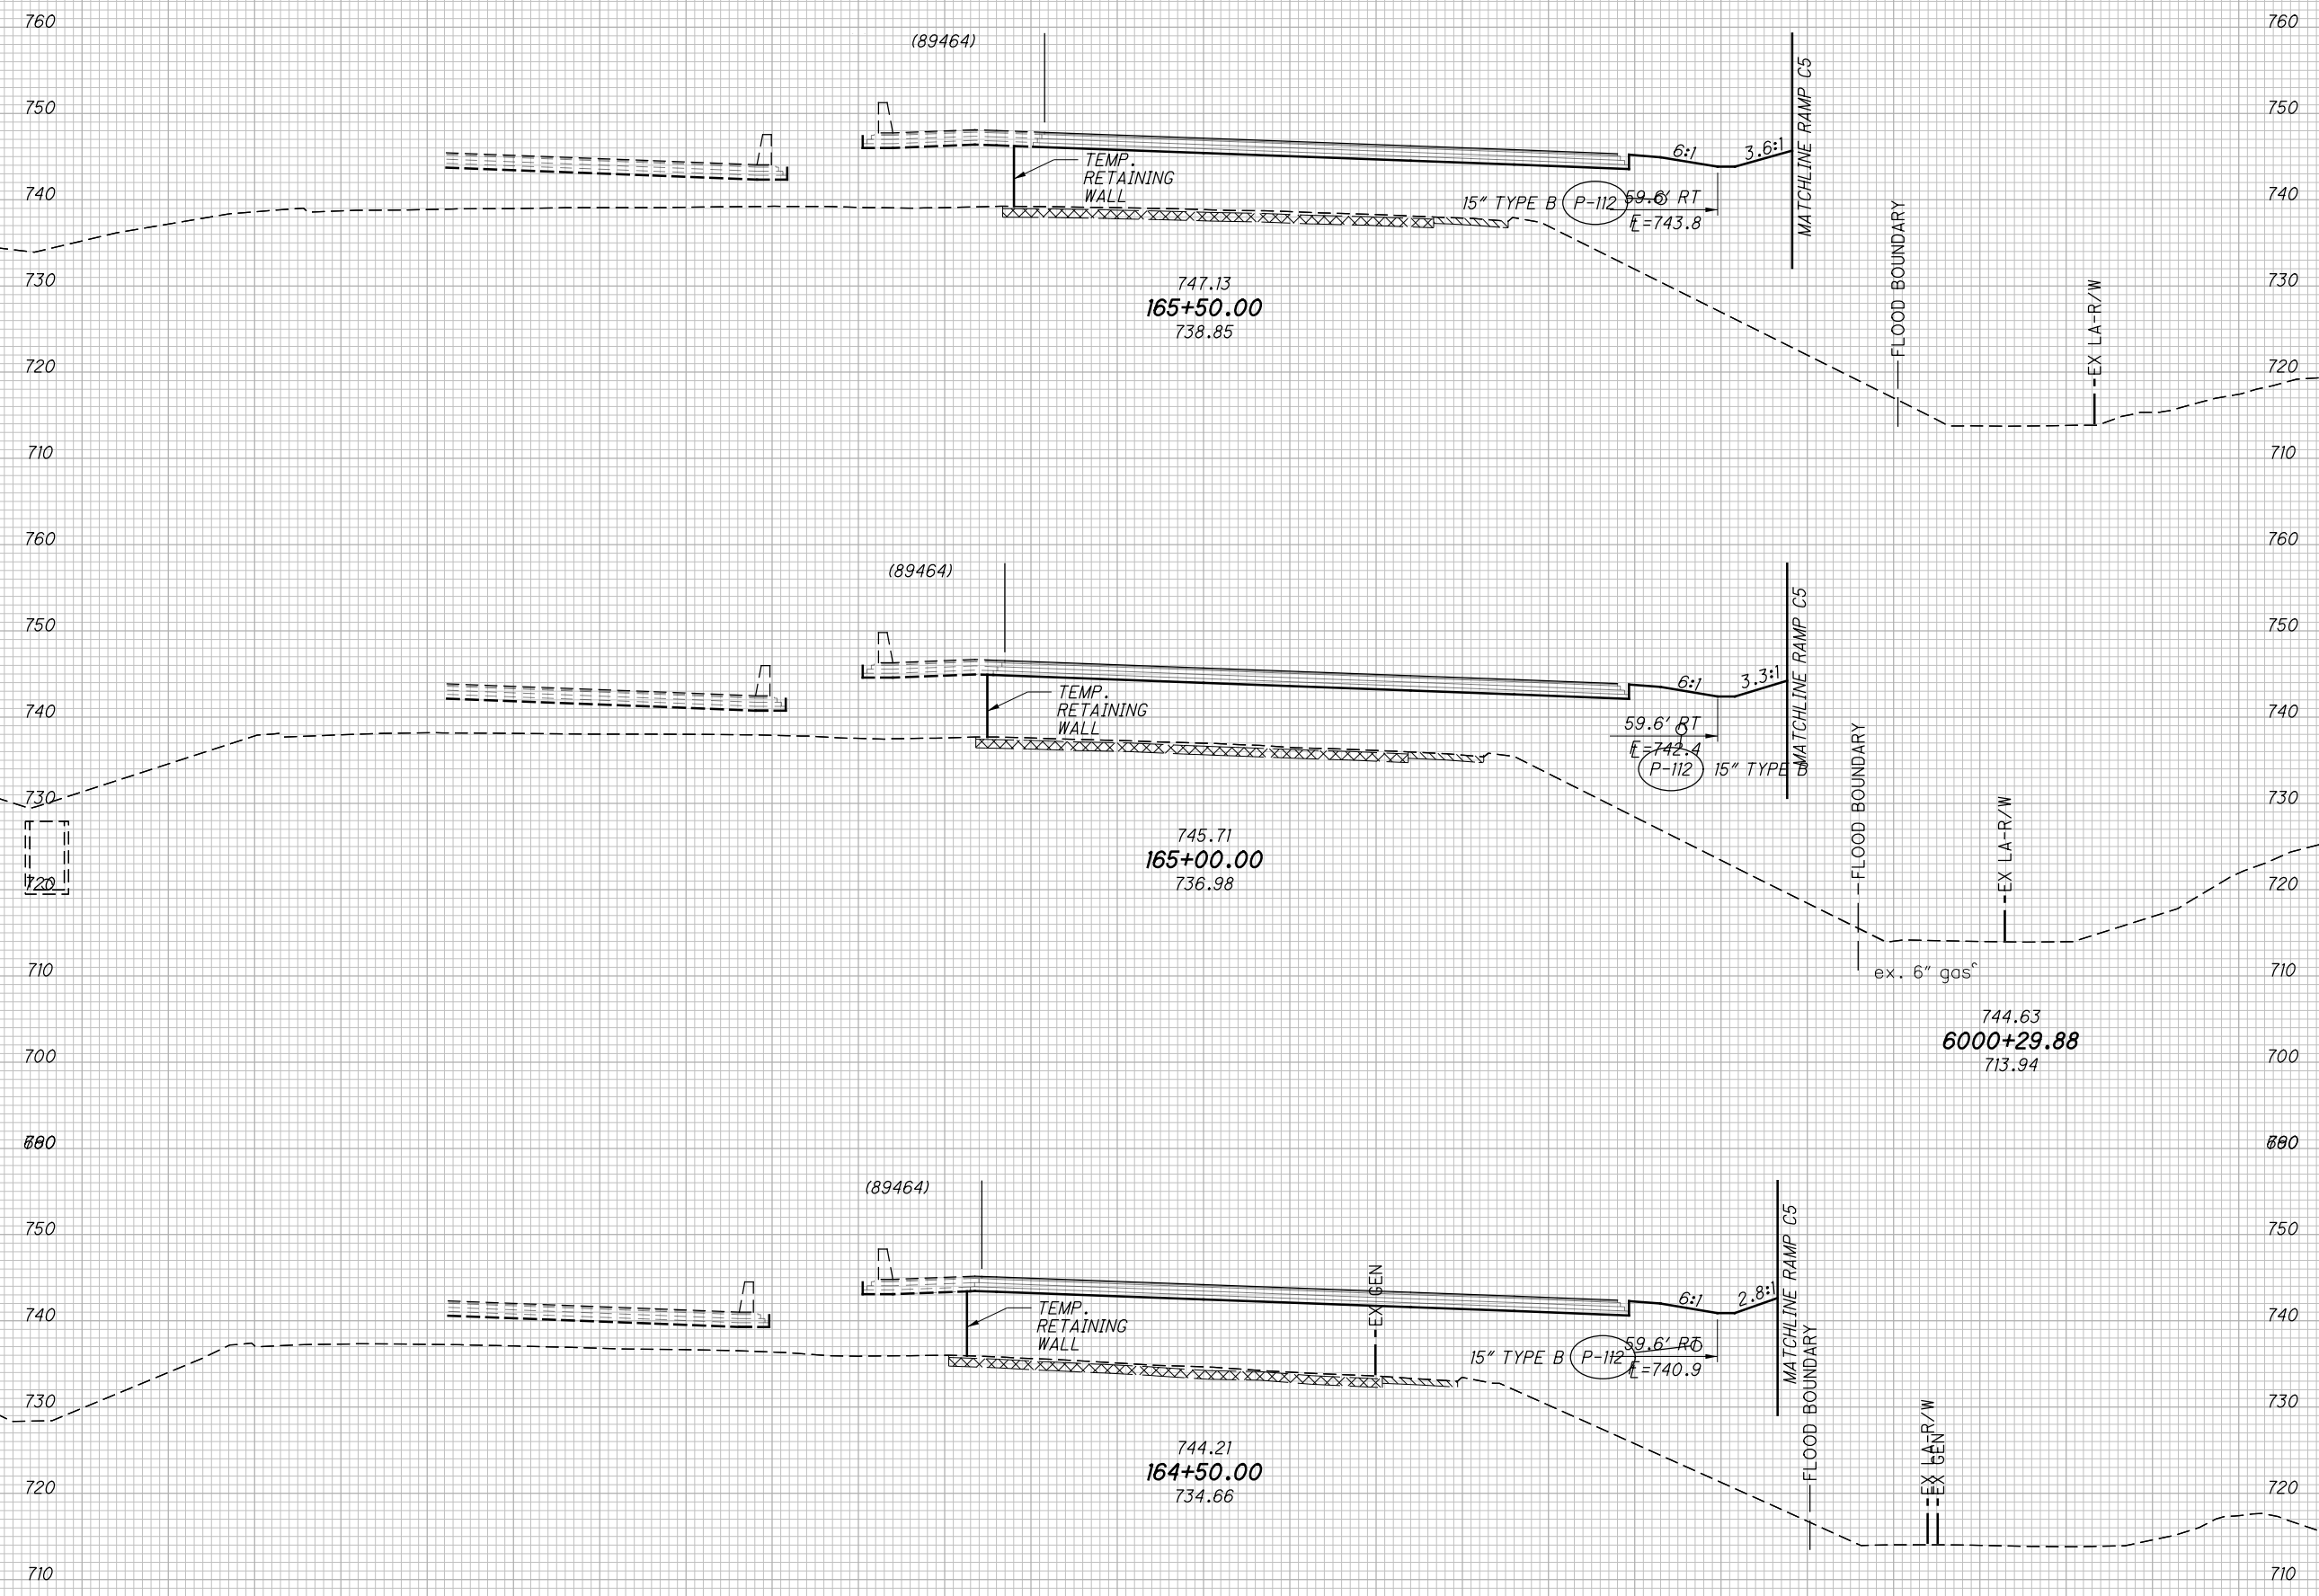 760
760
(89464)
MATCHLINE RAMP C5
750
750
6:1
3.6:1
TEMP.
RETAINING
WALL
740
740
15" TYPE B
P-112
59.6' RT
FLOOD BOUNDARY
EX LA-R/W
730
730
747.13
165+50.00
738.85
720
720
710
710
760
760
(89464)
MATCHLINE RAMP C5
750
750
6:1
3.3:1
TEMP.
RETAINING
WALL
740
740
59.6' RT
P-112
15" TYPE B
FLOOD BOUNDARY
EX LA-R/W
730
730
745.71
165+00.00
736.98
720
720
710
710
ex. 6" gas
744.63
6000+29.88
713.94
700
700
(89464)
MATCHLINE RAMP C5
750
750
EX GEN
6:1
2.8:1
TEMP.
RETAINING
WALL
740
740
15" TYPE B
P-112
59.6' RT
FLOOD BOUNDARY
730
730
EX LA-R/W
EX GEN
744.21
164+50.00
734.66
720
720
710
710